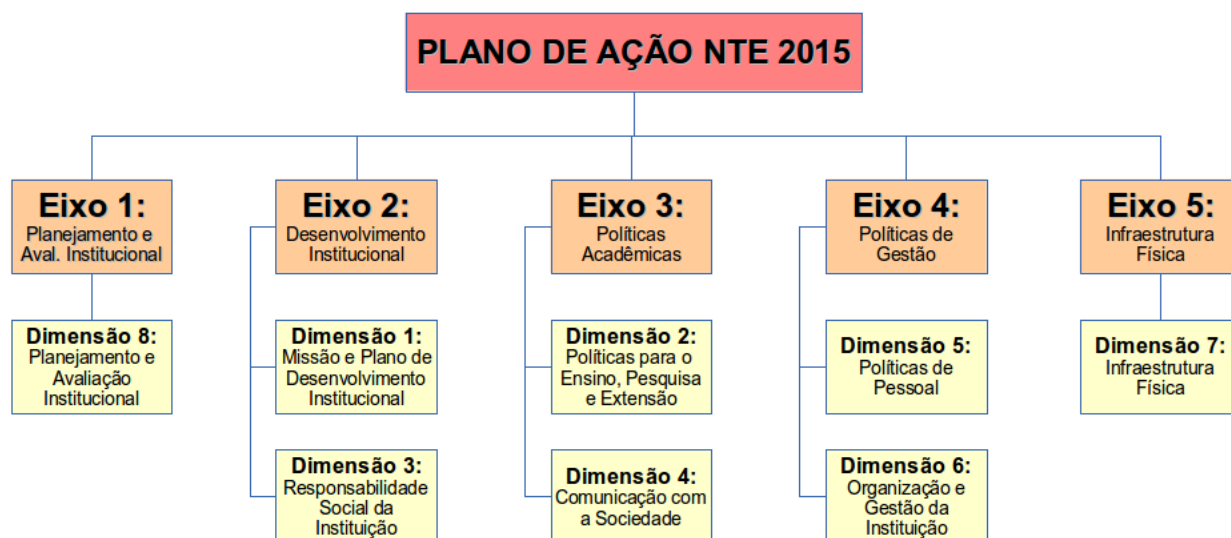 PLANO DE AÇÃO NTE 2015
Eixo 1:
Planejamento e
Aval. Institucional
Eixo 2:
Desenvolvimento
Institucional
Eixo 3:
Políticas
Acadêmicas
Eixo 4:
Políticas de
Gestão
Eixo 5:
Infraestrutura
Física
Dimensão 8:
Planejamento e
Avaliação
Institucional
Dimensão 1:
Missão e Plano de
Desenvolvimento
Institucional
Dimensão 2:
Políticas para o
Ensino, Pesquisa
e Extensão
Dimensão 5:
Políticas de
Pessoal
Dimensão 7:
Infraestrutura
Física
Dimensão 3:
Responsabilidade
Social da
Instituição
Dimensão 4:
Comunicação com
a Sociedade
Dimensão 6:
Organização e
Gestão da
Instituição